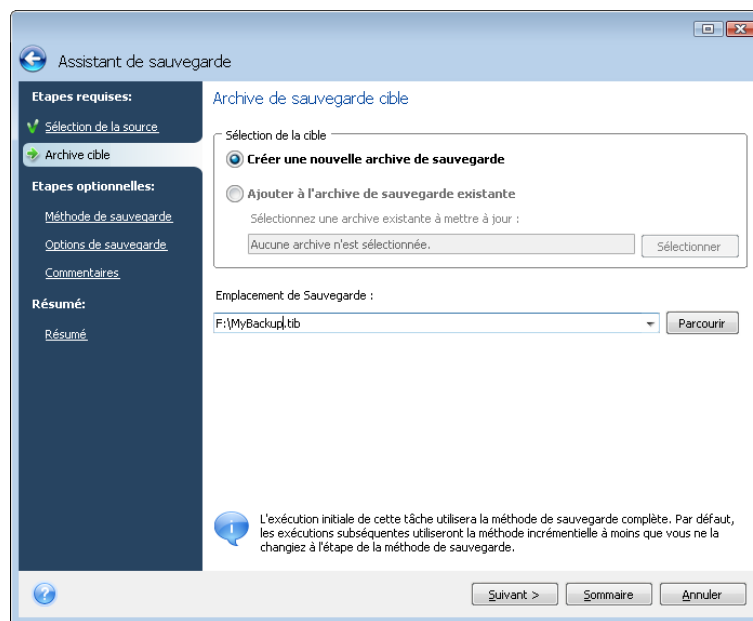 Assistant de sauvegarde
Etapes requises:
Sélection de la source
Archive cible
Etapes optionnelles:
Méthode de sauvegarde
Options de sauvegarde
Commentaires
Résumé:
Résumé
Archive de sauvegarde cible
Sélection de la cible
Créer une nouvelle archive de sauvegarde
Ajouter à l'archive de sauvegarde existante
Sélectionnez une archive existante à mettre à jour :
Aucune archive n'est sélectionnée.
Sélectionner
Emplacement de Sauvegarde :
F:\MyBackup.tib
Parcourir
L'exécution initiale de cette tâche utilisera la méthode de sauvegarde complète. Par défaut,
les exécutions subséquentes utiliseront la méthode incrémentielle à moins que vous ne la
changiez à l'étape de la méthode de sauvegarde.
Suivant >
Sommaire
Annuler